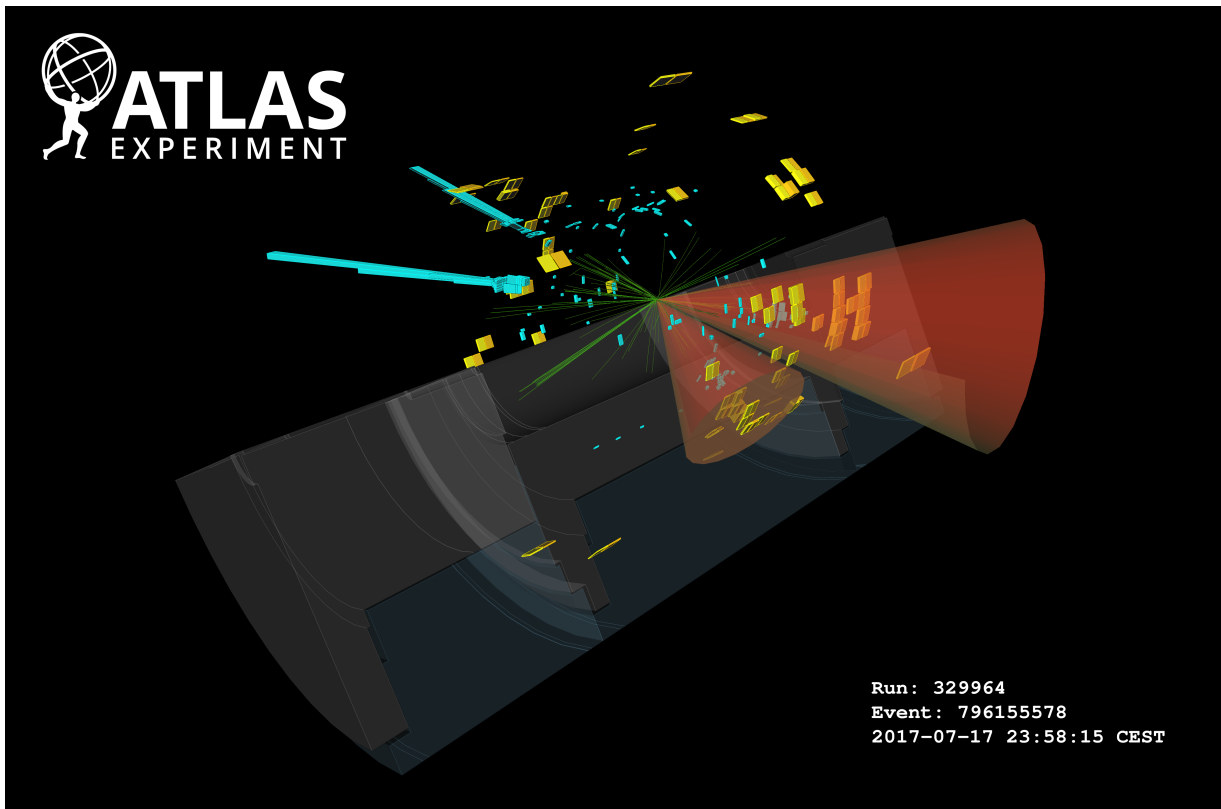 ATLAS
EXPERIMENT
Run: 329964
Event: 796155578
2017-07-17 23:58:15 CEST